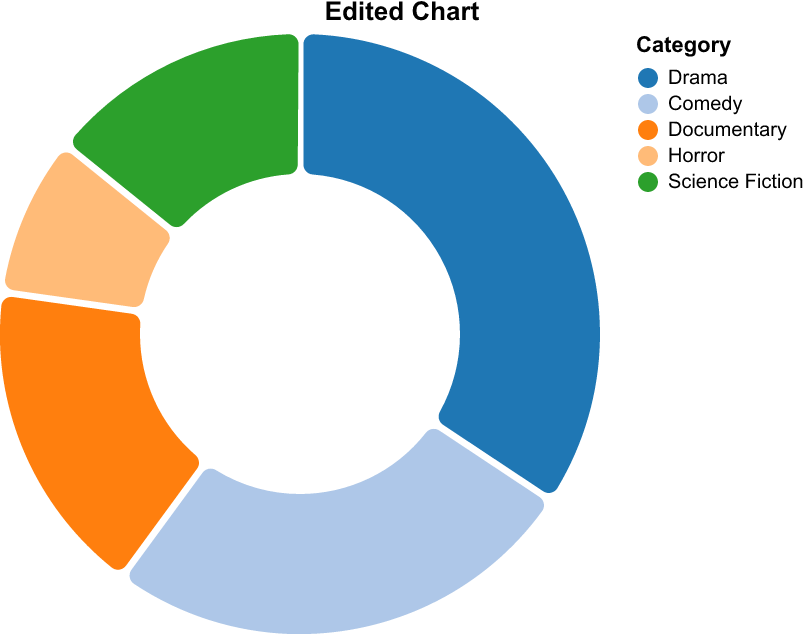 Edited Chart
Category
Drama
Comedy
Documentary
Horror
Science Fiction